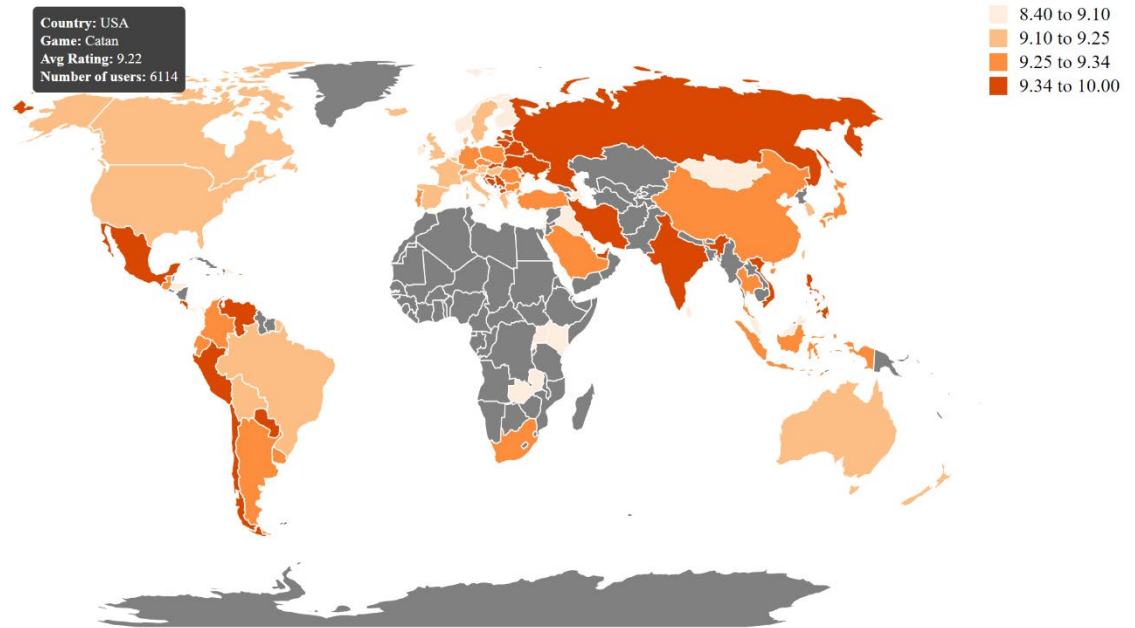 Country: USA
Game: Catan
Avg Rating: 9.22
Number of users: 6114
8.40 to 9.10
9.10 to 9.25
9.25 to 9.34
9.34 to 10.00